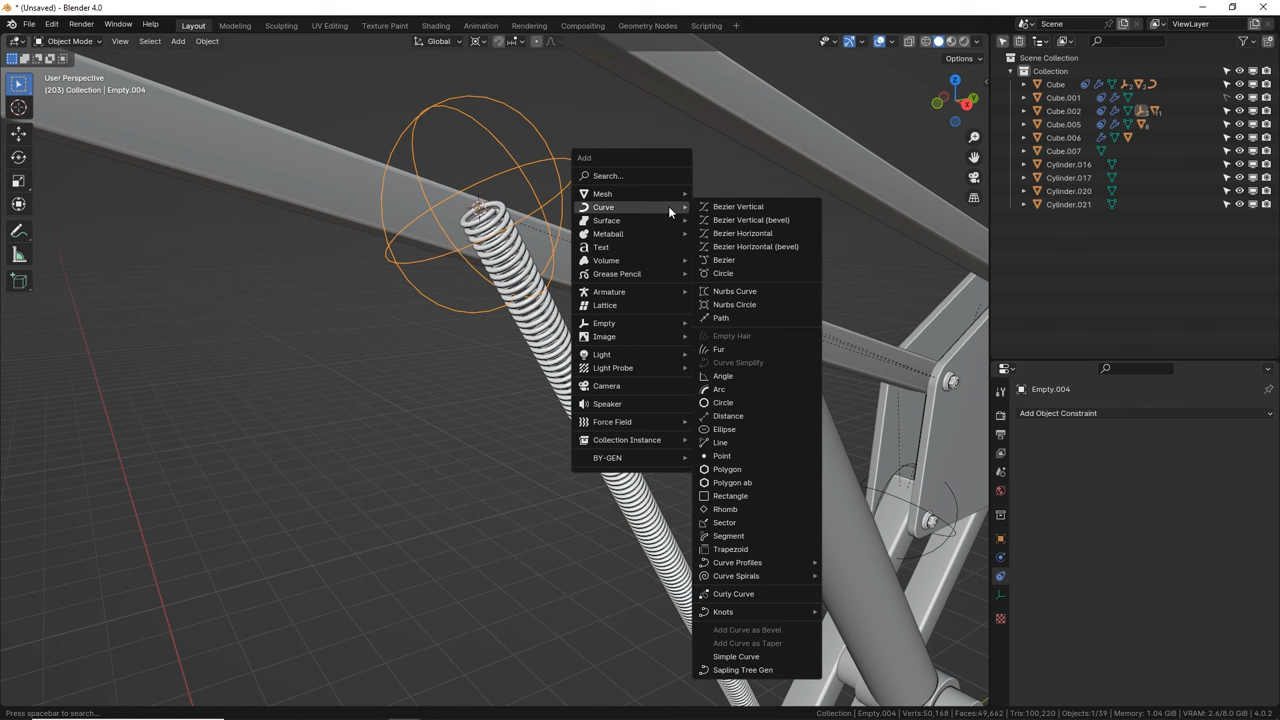 * (Unsaved) - Blender 4.0
File Edit Render Window Help
Layout Modeling Sculpting UV Editing Texture Paint Shading Animation Rendering Compositing Geometry Nodes Scripting +
Scene
ViewLayer
Object Mode View Select Add Object
Global
Options
User Perspective
(203) Collection | Empty.004
Z
Y
X
Add
Search...
Mesh
Curve
Surface
Metaball
Text
Volume
Grease Pencil
Armature
Lattice
Empty
Image
Light
Light Probe
Camera
Speaker
Force Field
Collection Instance
BY-GEN
Bezier Vertical
Bezier Vertical (bevel)
Bezier Horizontal
Bezier Horizontal (bevel)
Bezier
Circle
Nurbs Curve
Nurbs Circle
Path
Empty Hair
Fur
Curve Simplify
Angle
Arc
Circle
Distance
Ellipse
Line
Point
Polygon
Polygon ab
Rectangle
Rhomb
Sector
Segment
Trapezoid
Curve Profiles
Curve Spirals
Curly Curve
Knots
Add Curve as Bevel
Add Curve as Taper
Simple Curve
Sapling Tree Gen
Scene Collection
Collection
Cube
Cube.001
Cube.002
Cube.005
Cube.006
Cube.007
Cylinder.016
Cylinder.017
Cylinder.020
Cylinder.021
Empty.004
Add Object Constraint
Press spacebar to search...
Collection | Empty.004 | Verts:50,168 | Faces:49,662 | Tris:100,220 | Objects:1/39 | Memory: 1.04 GiB | VRAM: 2.6/8.0 GiB | 4.0.2